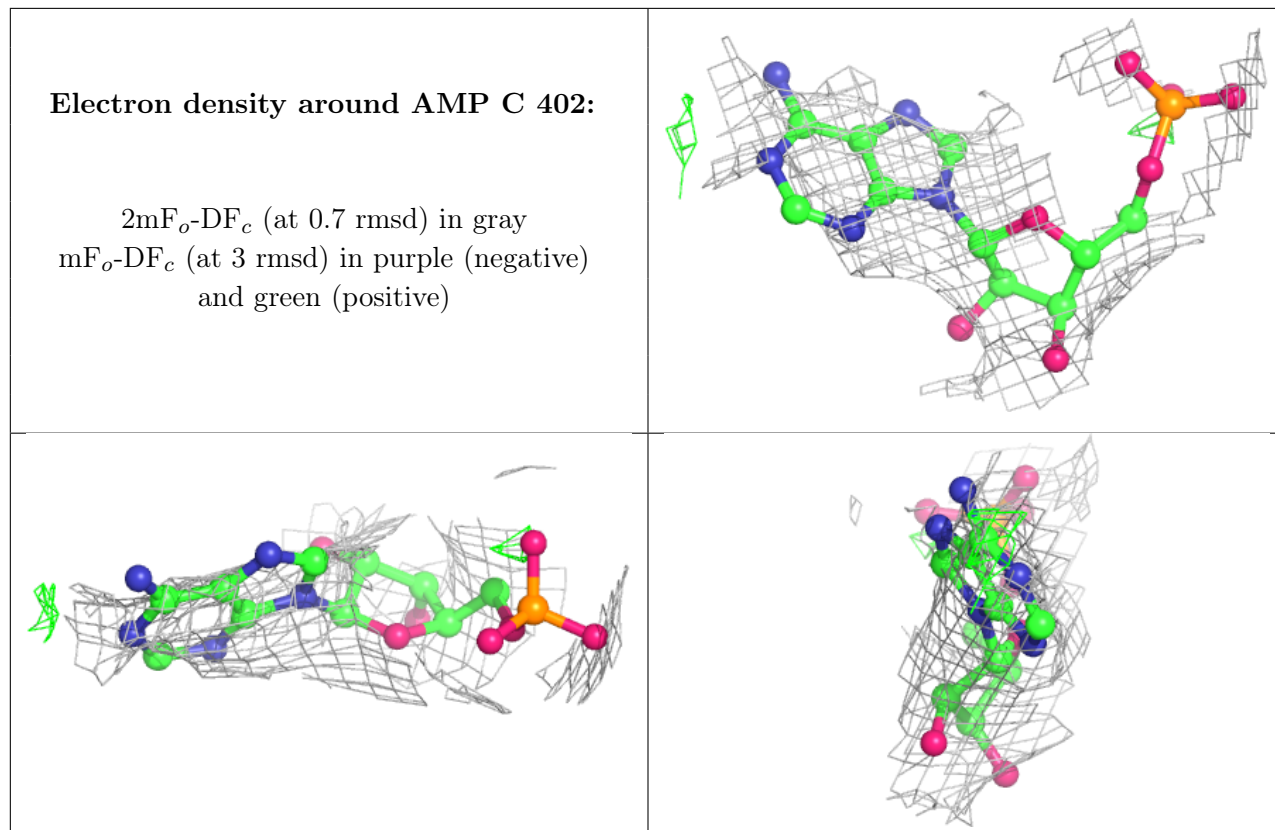 Electron density around AMP C 402:
2mFo-DFc (at 0.7 rmsd) in gray
mFo-DFc (at 3 rmsd) in purple (negative)
and green (positive)